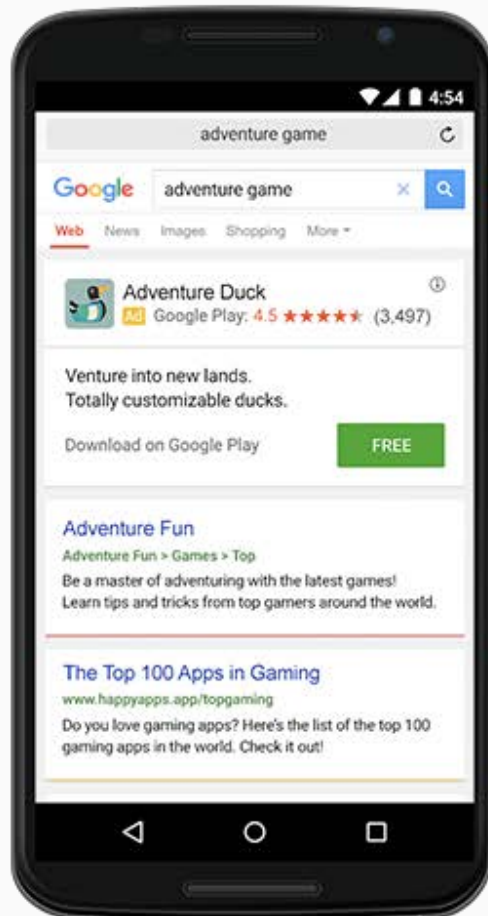 4:54
adventure game
Google adventure game ×
Web News Images Shopping More
Adventure Duck
Ad Google Play: 4.5 ★★★★★ (3,497)
Venture into new lands.
Totally customizable ducks.
Download on Google Play FREE
Adventure Fun
Adventure Fun > Games > Top
Be a master of adventuring with the latest games!
Learn tips and tricks from top gamers around the world.
The Top 100 Apps in Gaming
www.happyapps.app/topgaming
Do you love gaming apps? Here's the list of the top 100
gaming apps in the world. Check it out!